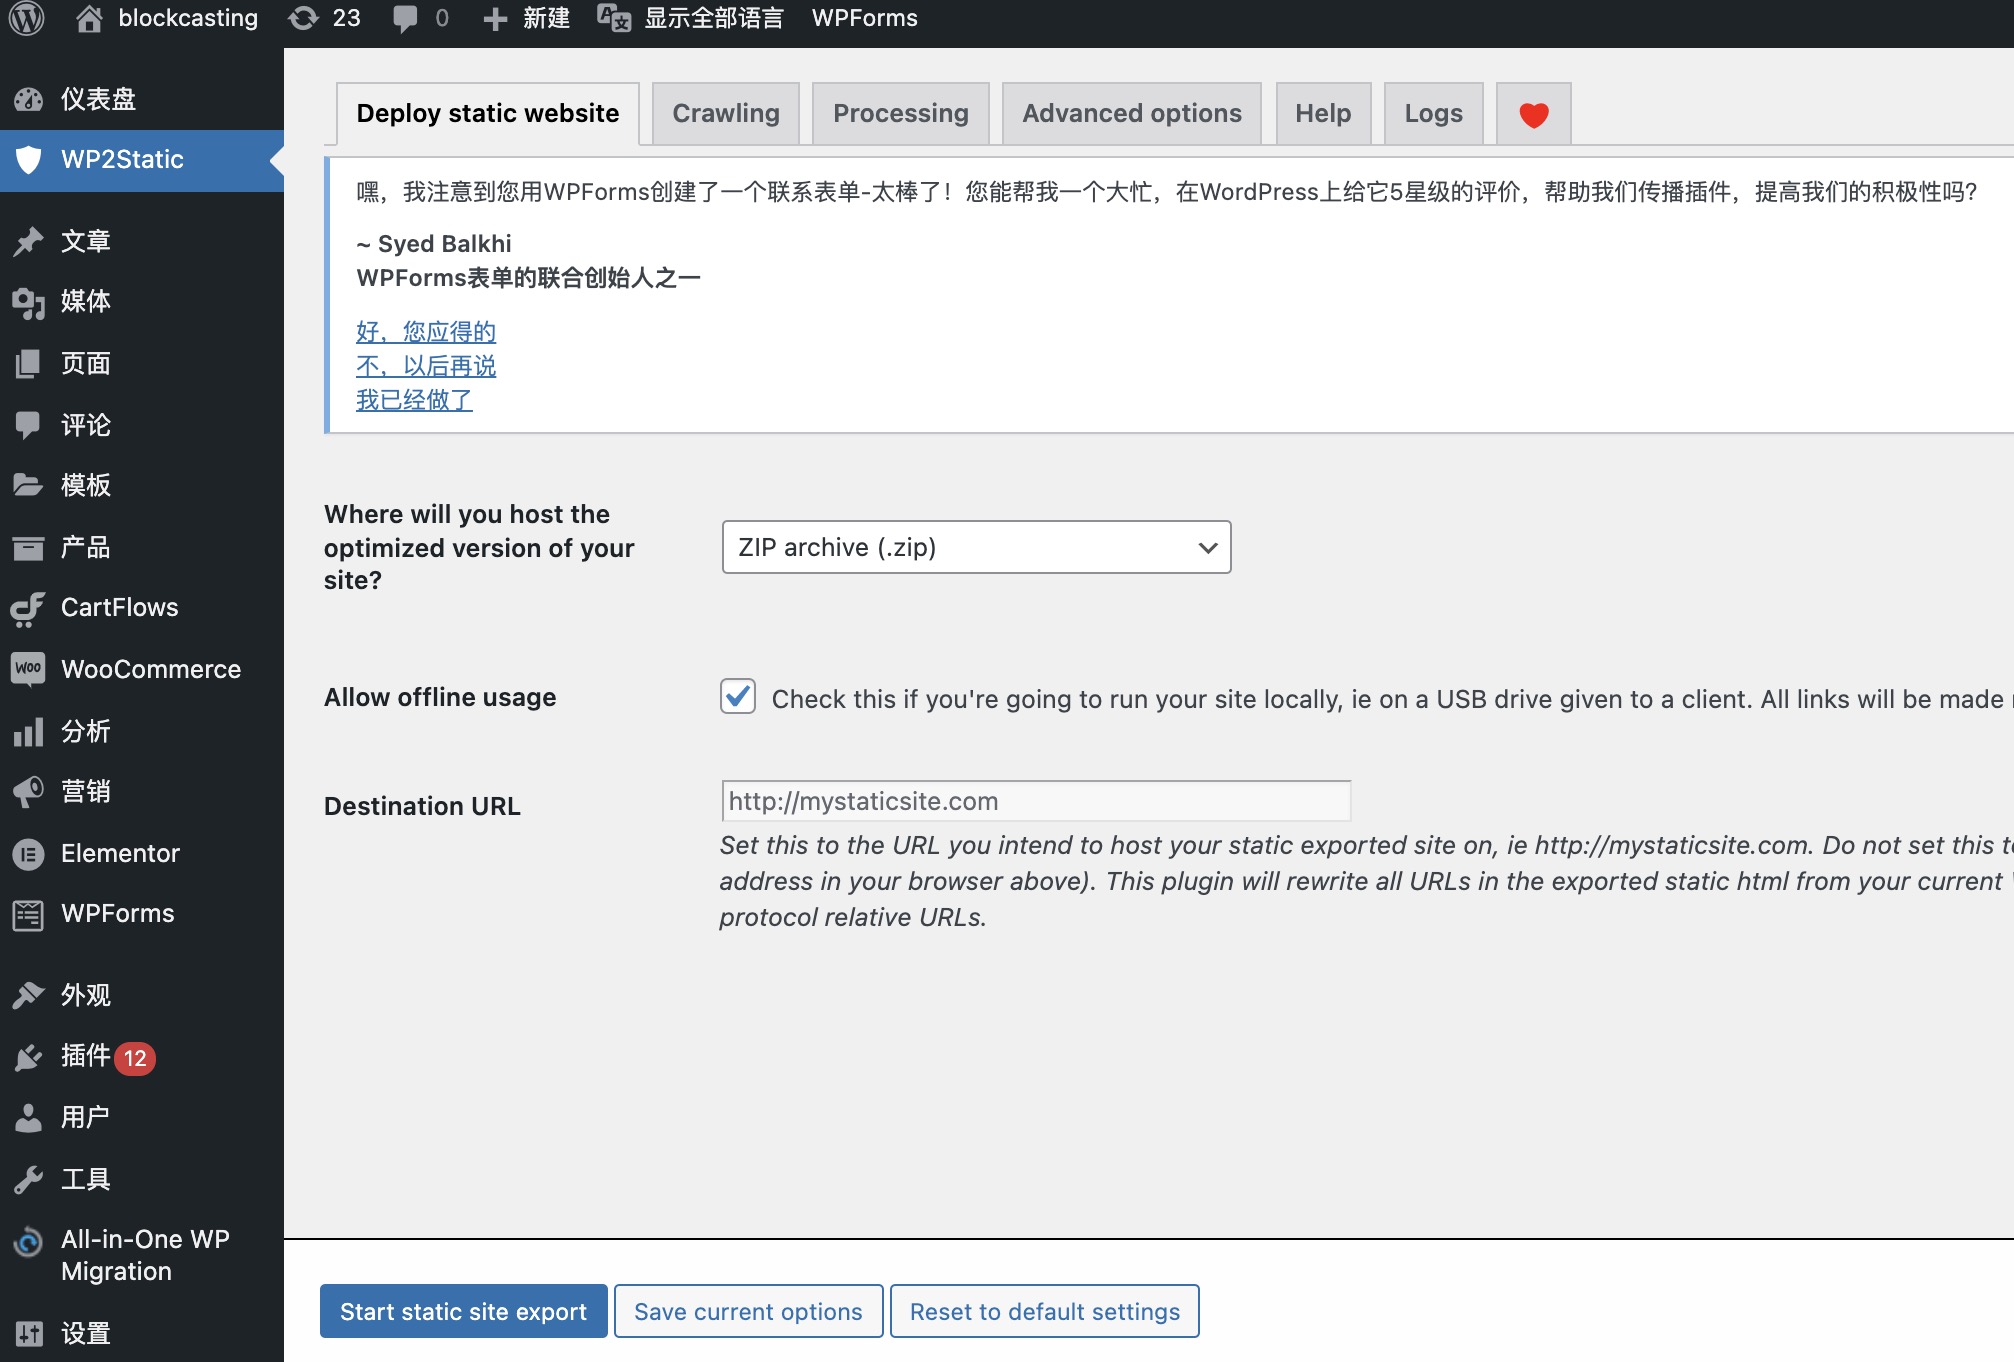 blockcasting 23 0 新建 显示全部语言 WPForms
仪表盘
WP2Static
文章
媒体
页面
评论
模板
产品
CartFlows
WooCommerce
分析
营销
Elementor
WPForms
外观
插件 12
用户
工具
All-in-One WP
Migration
设置
Deploy static website Crawling Processing Advanced options Help Logs
嘿，我注意到您用WPForms创建了一个联系表单-太棒了！您能帮我一个大忙，在WordPress上给它5星级的评价，帮助我们传播插件，提高我们的积极性吗?
~ Syed Balkhi
WPForms表单的联合创始人之一
好，您应得的
不，以后再说
我已经做了
Where will you host the
optimized version of your
site?
ZIP archive (.zip)
Allow offline usage
Check this if you're going to run your site locally, ie on a USB drive given to a client. All links will be made
Destination URL
http://mystaticsite.com
Set this to the URL you intend to host your static exported site on, ie http://mystaticsite.com. Do not set this
address in your browser above). This plugin will rewrite all URLs in the exported static html from your current
protocol relative URLs.
Start static site export Save current options Reset to default settings